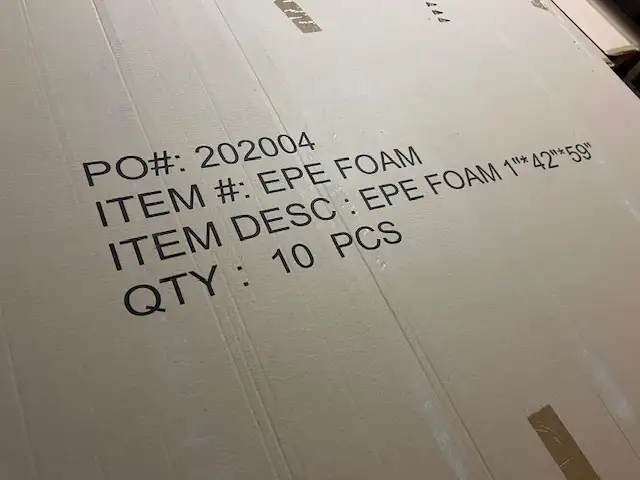 PO#: 202004
ITEM #: EPE FOAM
ITEM DESC : EPE FOAM 1"*42"*59"
QTY : 10 PCS